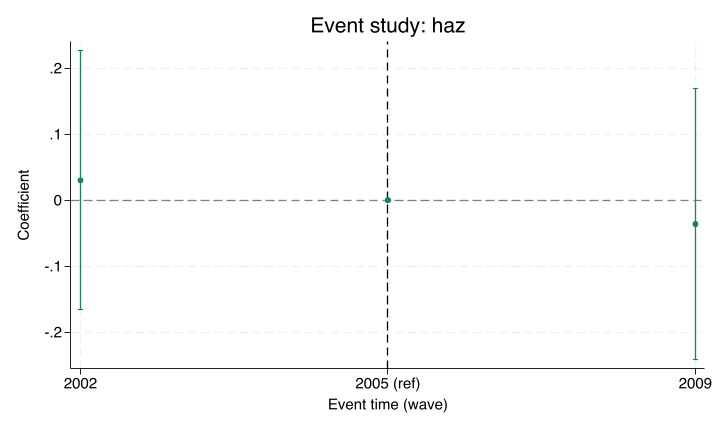 Event study: haz
Coefficient
.2
.1
0
-.1
-.2
2002
2005 (ref)
2009
Event time (wave)